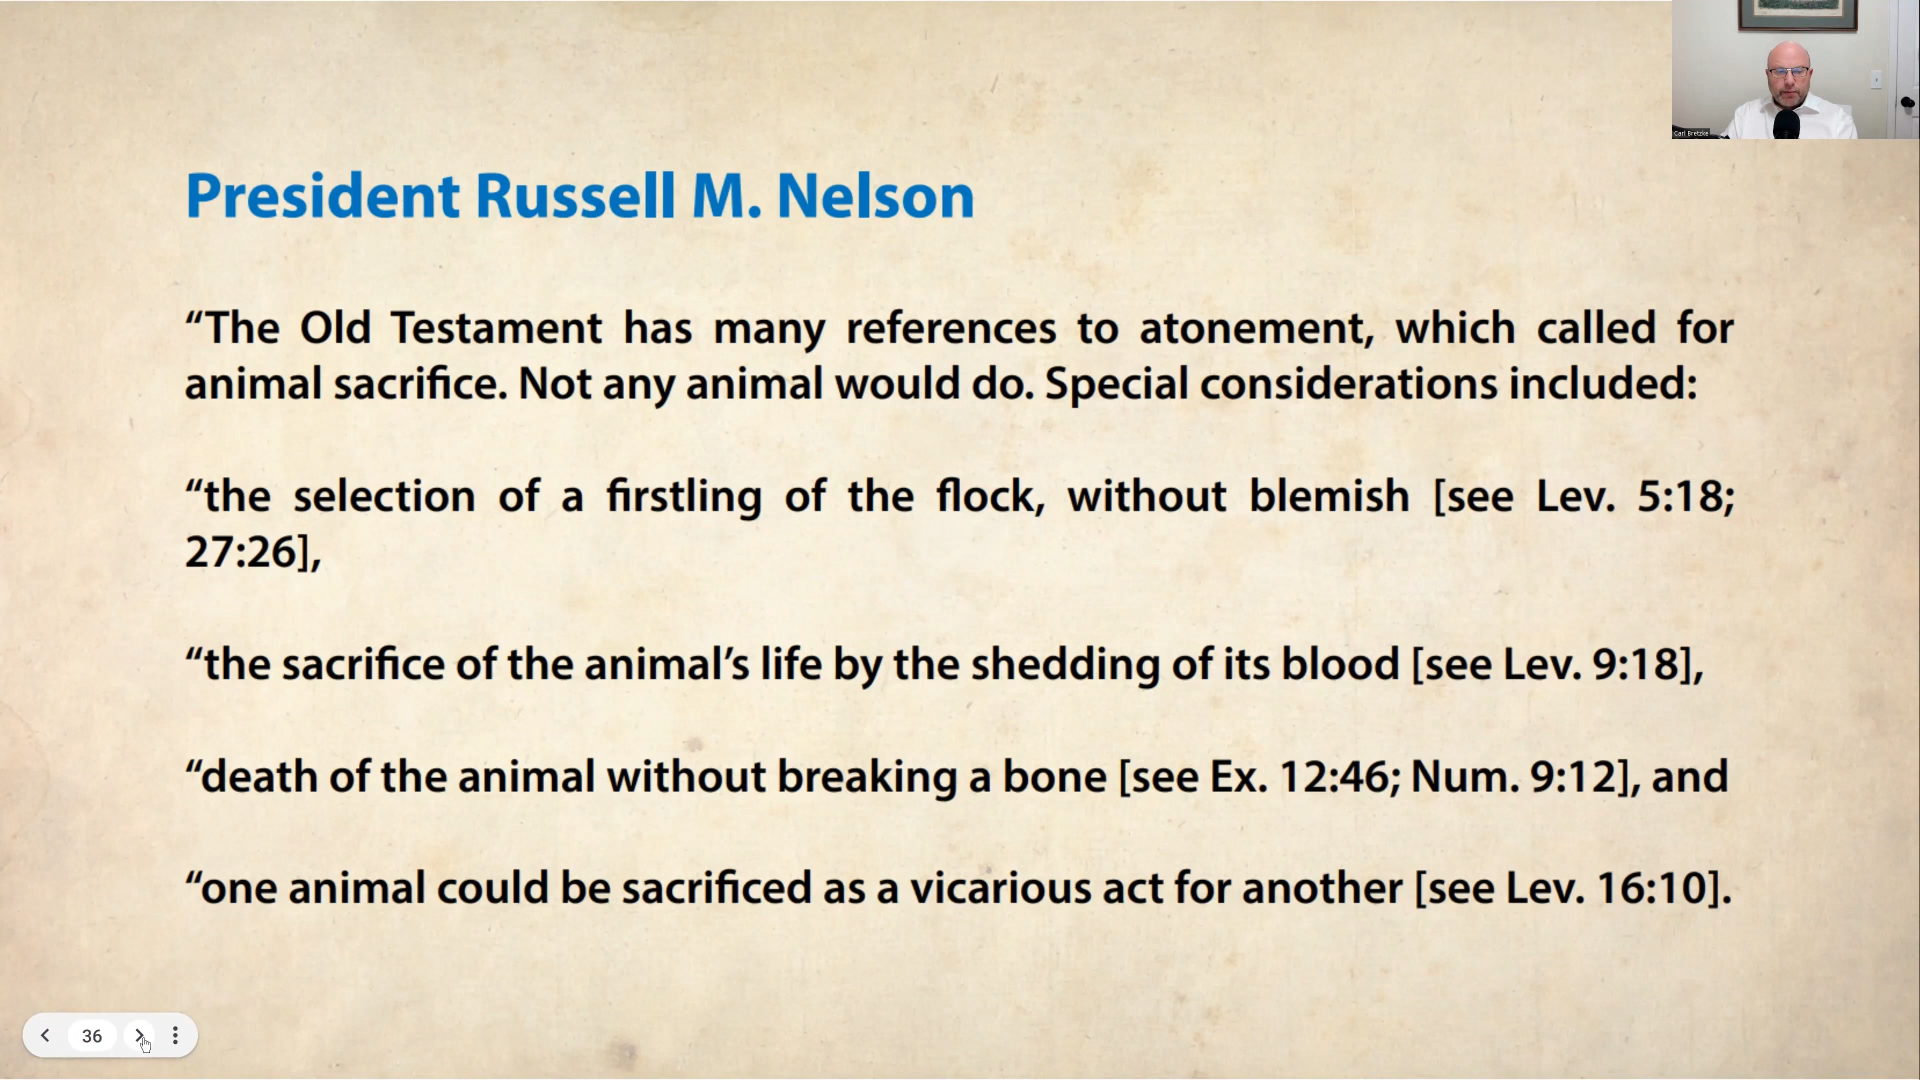 President Russell M. Nelson
“The Old Testament has many references to atonement, which called for
animal sacrifice. Not any animal would do. Special considerations included:
“the selection of a firstling of the flock, without blemish [see Lev. 5:18;
27:26],
“the sacrifice of the animal’s life by the shedding of its blood [see Lev. 9:18],
“death of the animal without breaking a bone [see Ex. 12:46; Num. 9:12], and
“one animal could be sacrificed as a vicarious act for another [see Lev. 16:10].
Carl Bretzke
36